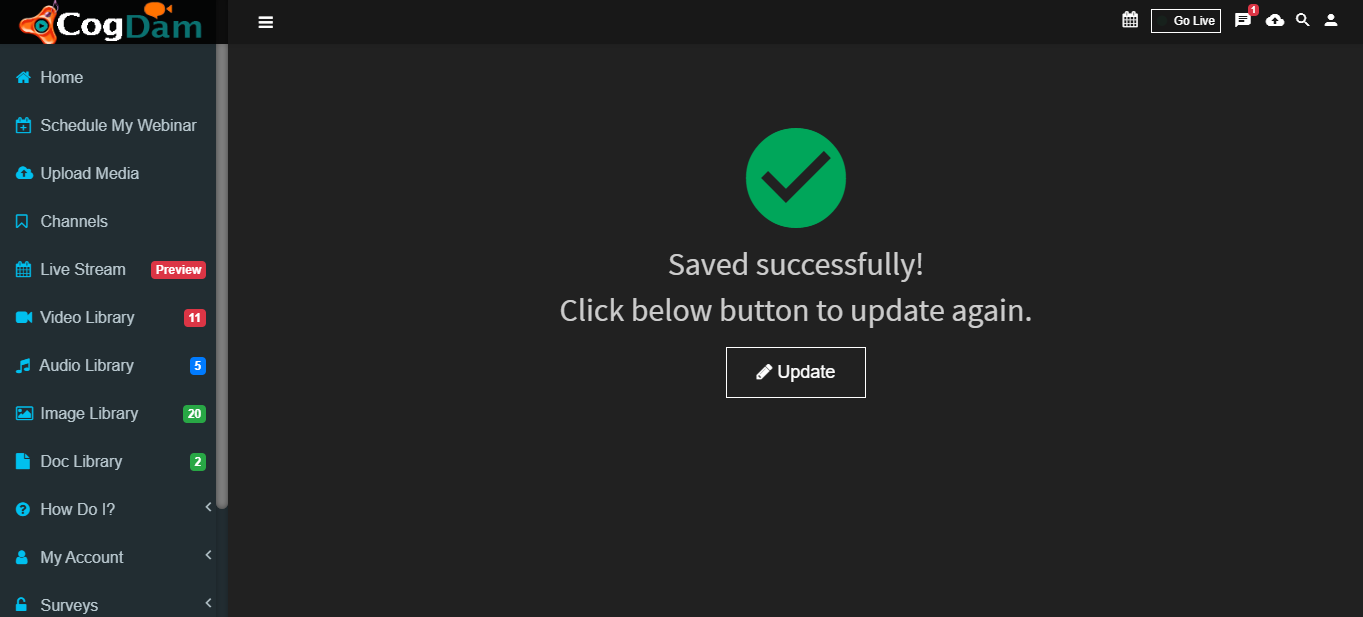 CogDam
Go Live
1
Home
Schedule My Webinar
Upload Media
Channels
Live Stream Preview
Video Library 11
Audio Library 5
Image Library 20
Doc Library 2
How Do I?
My Account
Surveys
Saved successfully!
Click below button to update again.
Update